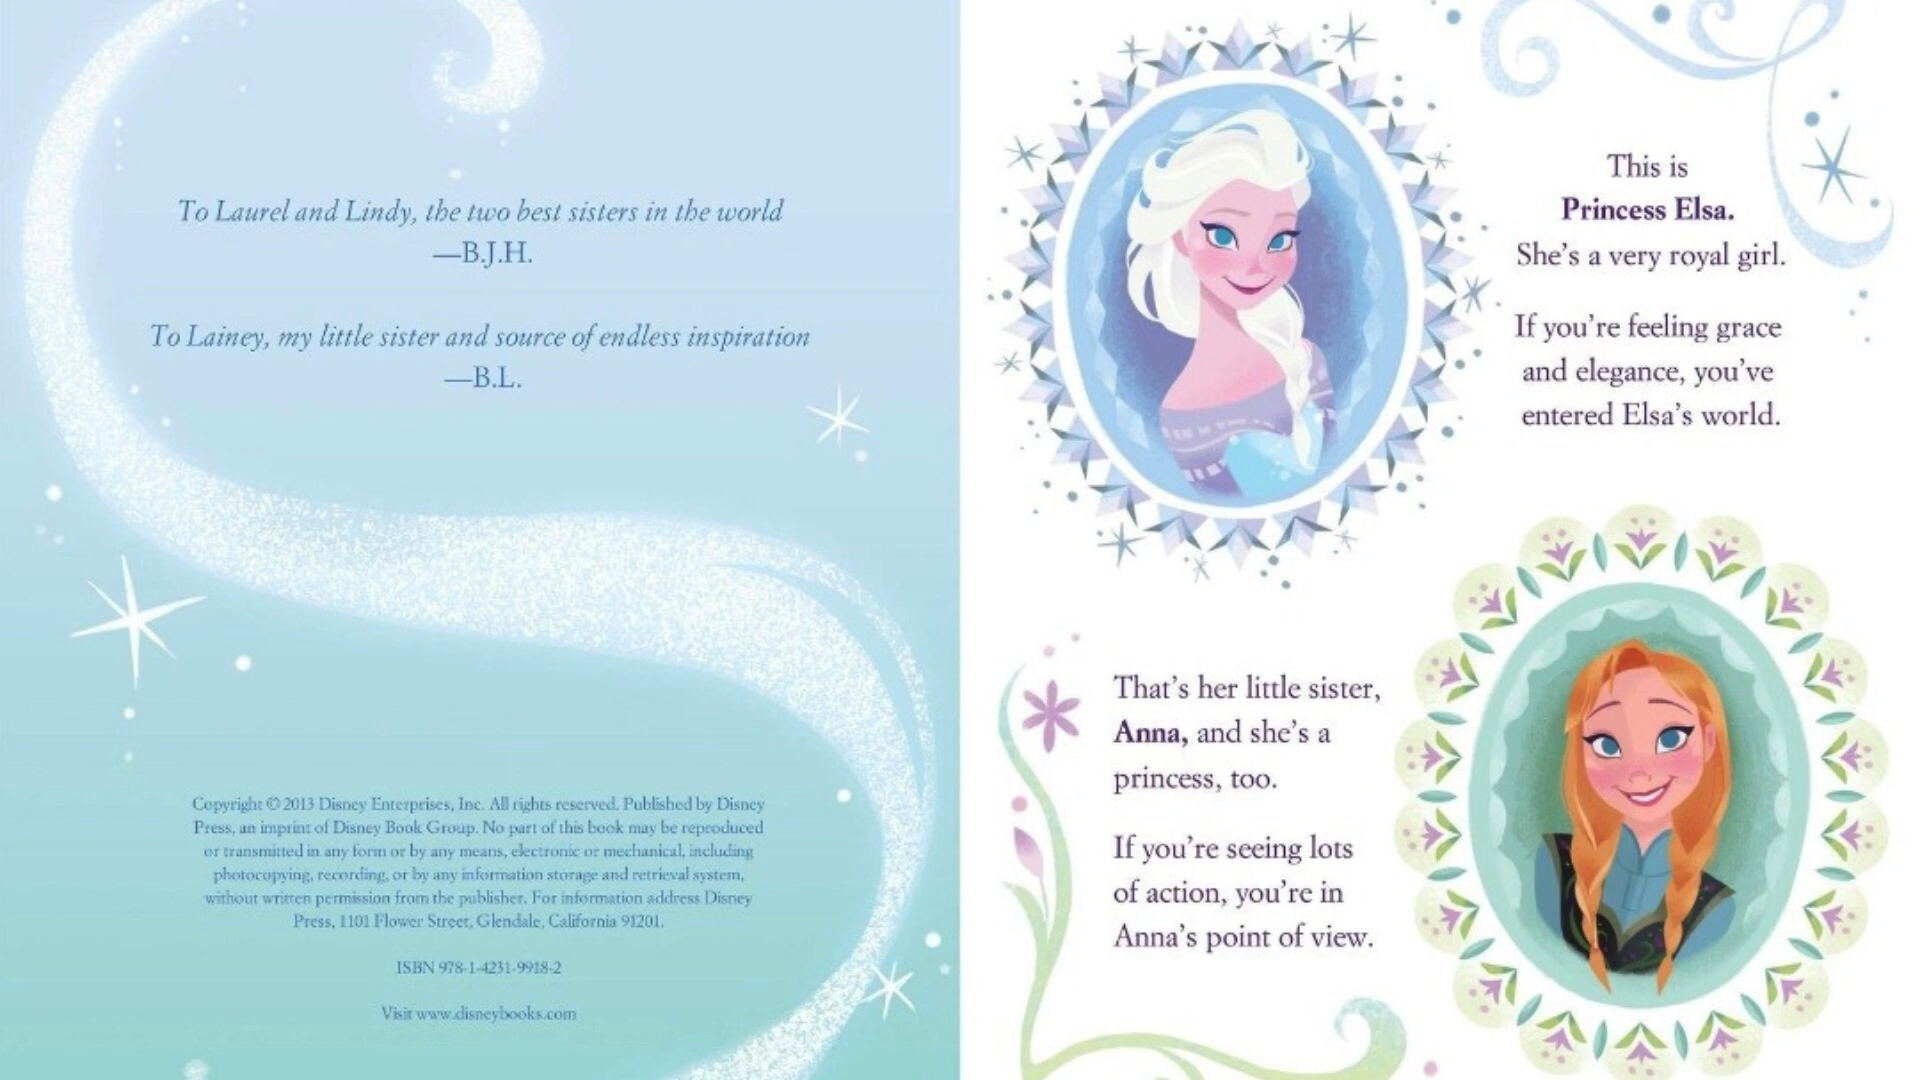 To Laurel and Lindy, the two best sisters in the world
—B.J.H.
To Lainey, my little sister and source of endless inspiration
—B.L.
Copyright © 2013 Disney Enterprises, Inc. All rights reserved. Published by Disney
Press, an imprint of Disney Book Group. No part of this book may be reproduced
or transmitted in any form or by any means, electronic or mechanical, including
photocopying, recording, or by any information storage and retrieval system,
without written permission from the publisher. For information address Disney
Press, 1101 Flower Street, Glendale, California 91201.
ISBN 978-1-4231-9918-2
Visit www.disneybooks.com
This is
Princess Elsa.
She's a very royal girl.
If you're feeling grace
and elegance, you've
entered Elsa's world.
That's her little sister,
Anna, and she's a
princess, too.
If you're seeing lots
of action, you're in
Anna's point of view.